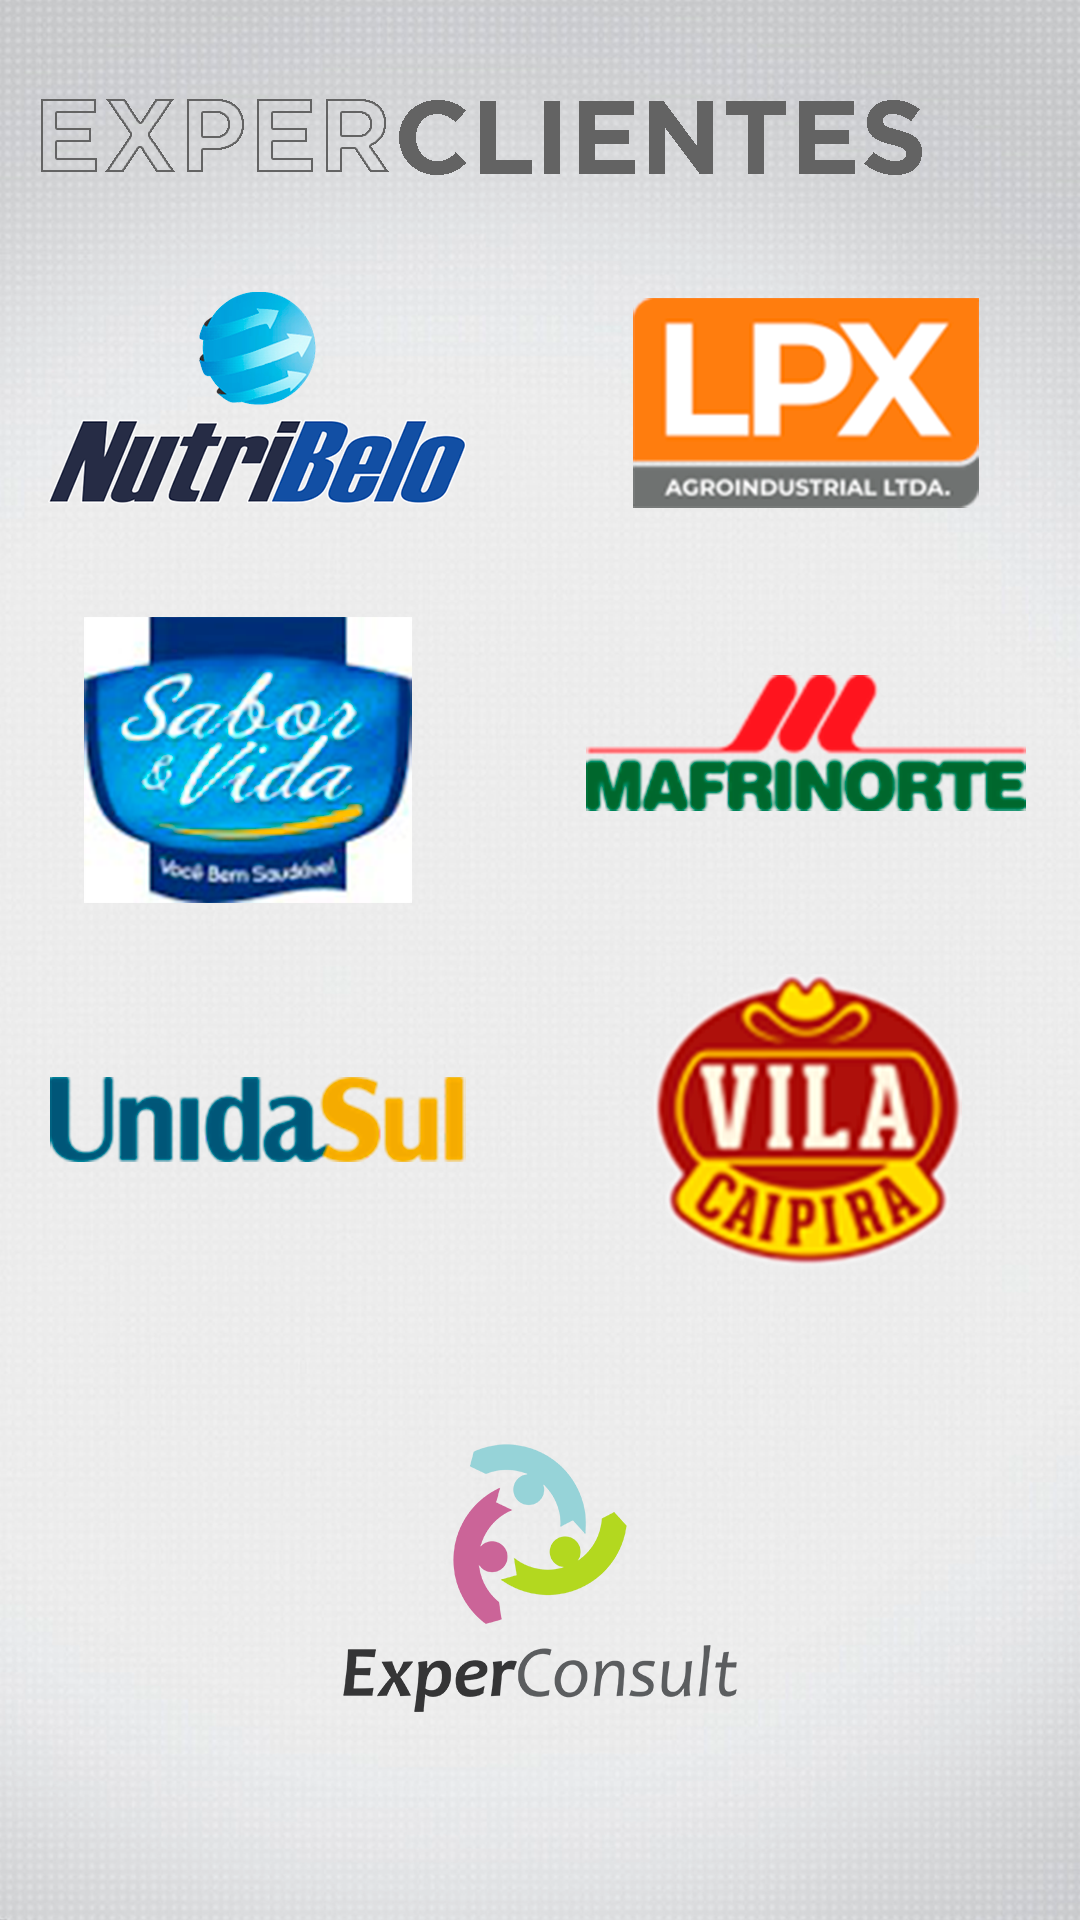 EXPERCLIENTES
NutriBelo
LPX
AGROINDUSTRIAL LTDA.
Sabor
& Vida
Você Bem Saudável
MAFRINORTE
UnidaSul
VILA
CAIPIRA
ExperConsult